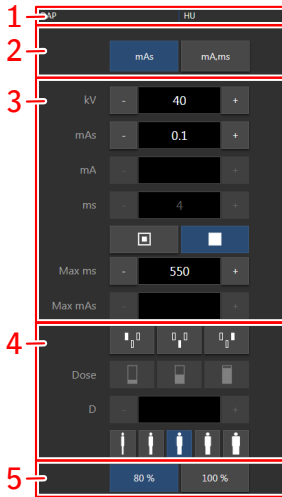 1 AP HU
2 mAs mA,ms
3 kV - 40 +
mAs - 0.1 +
mA - +
ms - 4 +
Max ms - 550 +
Max mAs - +
4
Dose
D - +
5 80 % 100 %